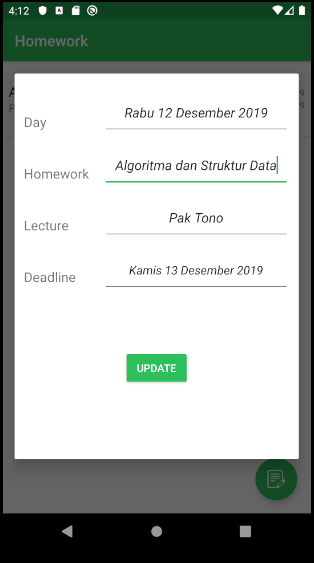 4:12
Homework
Day
Rabu 12 Desember 2019
Homework
Algoritma dan Struktur Data
Lecture
Pak Tono
Deadline
Kamis 13 Desember 2019
UPDATE